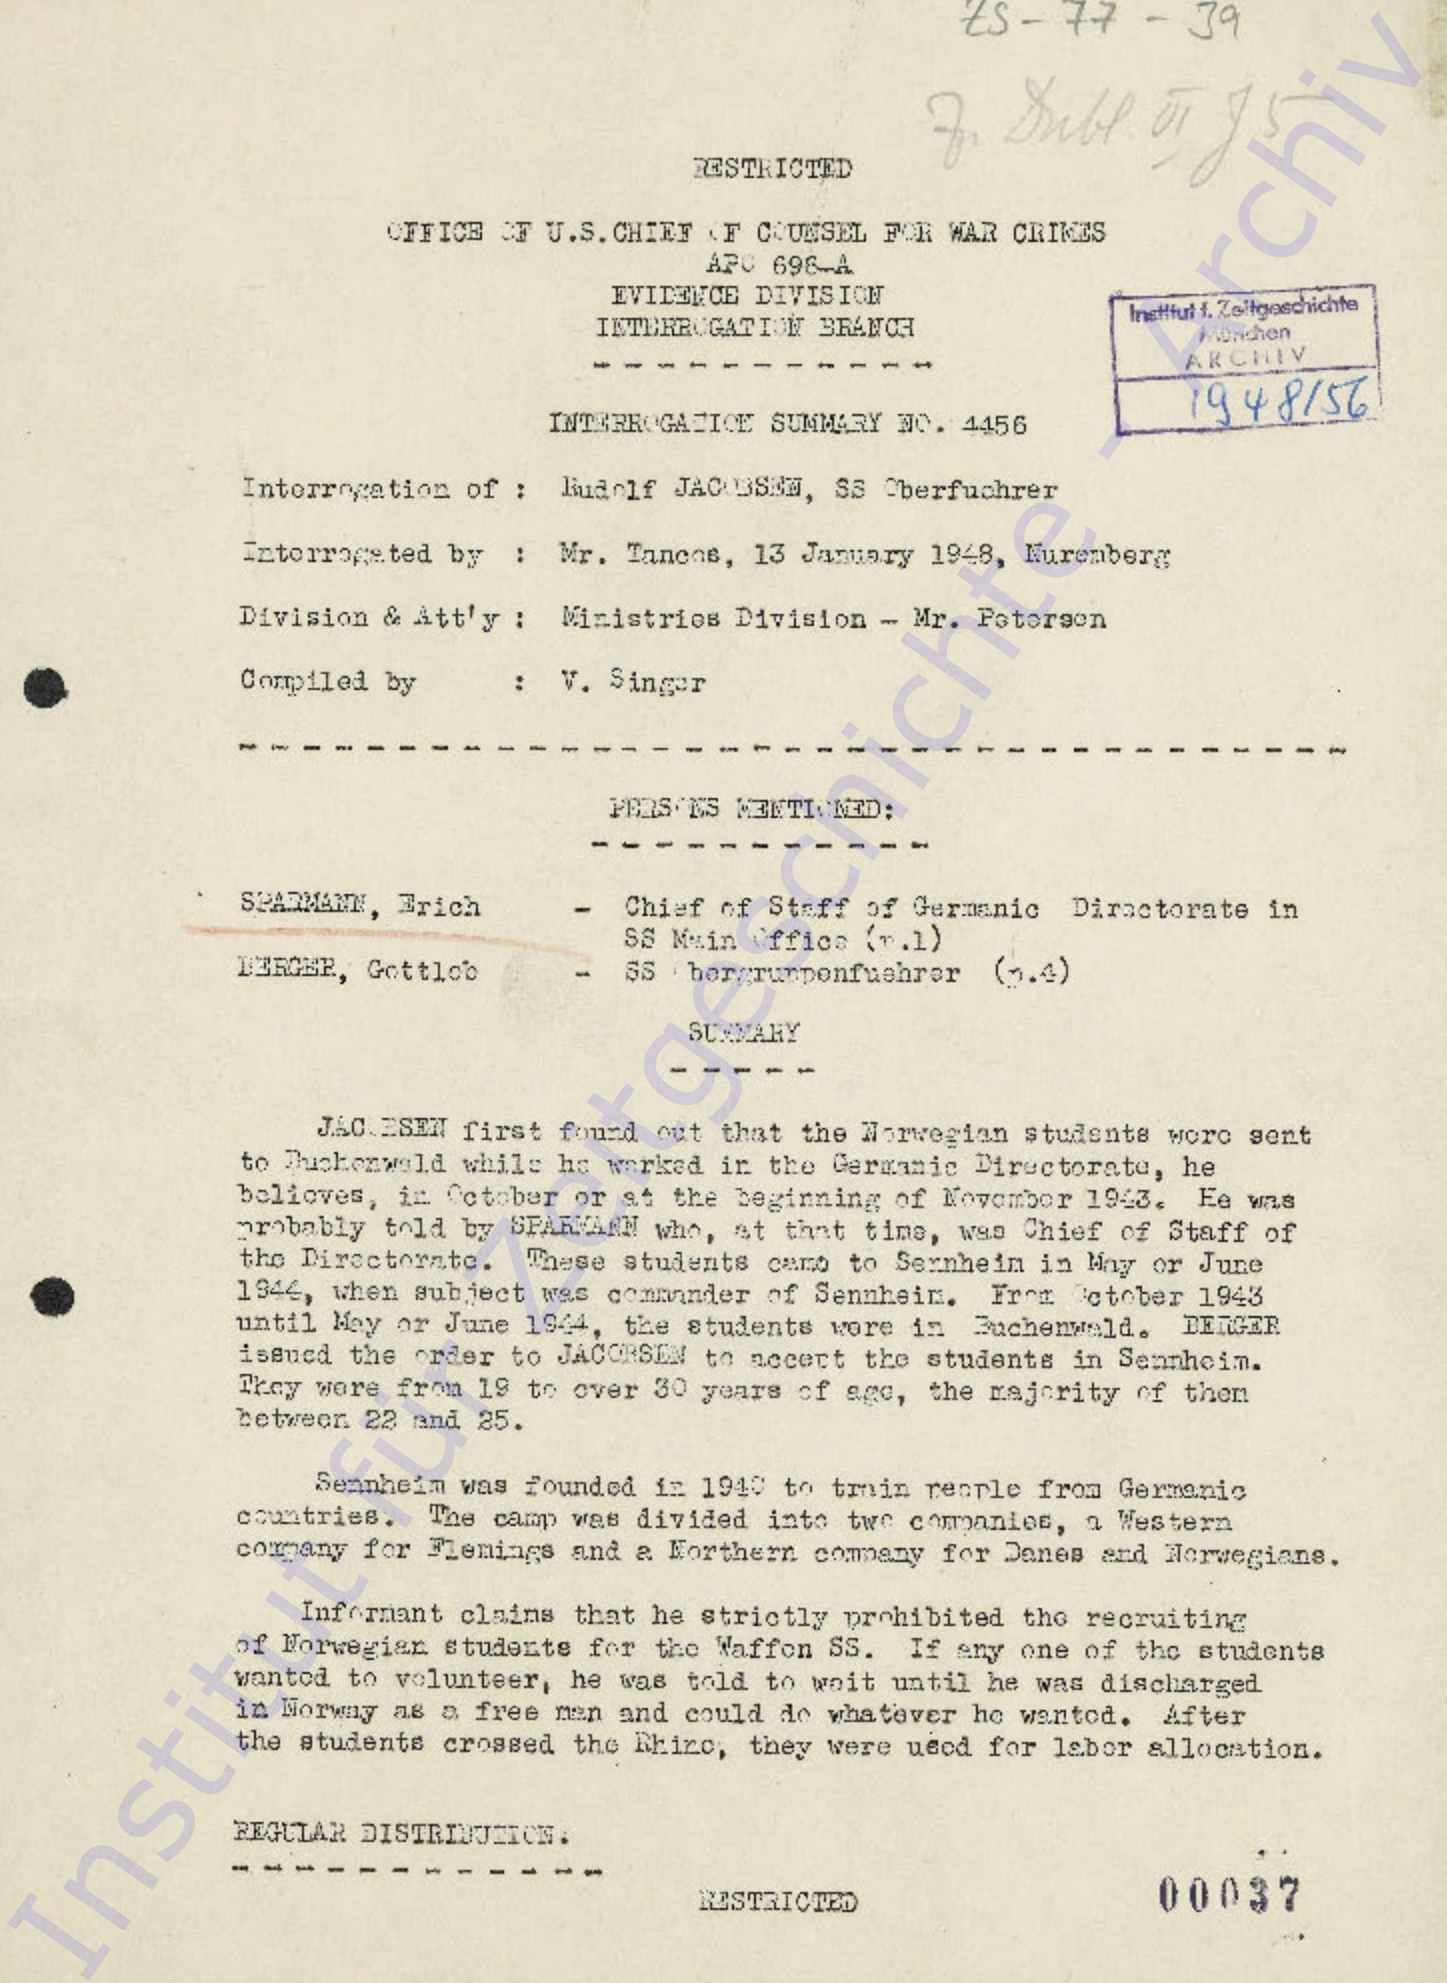 ZS - 77 - 39
RESTRICTED
OFFICE OF U.S.CHIEF OF COUNSEL FOR WAR CRIMES
APO 696-A
EVIDENCE DIVISION
INTERROGATION BRANCH
Institut f. Zeitgeschichte
München
ARCHIV
1948/56
INTERROGATION SUMMARY NO. 4456
Interrogation of : Rudolf JACOBSEN, SS Oberfuehrer
Interrogated by : Mr. Tancos, 13 January 1948, Nuremberg
Division & Att'y : Ministries Division - Mr. Petersen
Compiled by : V. Singer
PERSONS MENTIONED:
SPARMANN, Erich - Chief of Staff of Germanic Directorate in
SS Main Office (p.1)
BERGER, Gottlob - SS Obergruppenfuehrer (p.4)
SUMMARY
JACOBSEN first found out that the Norwegian students were sent
to Buchenwald while he worked in the Germanic Directorate, he
believes, in October or at the beginning of November 1943. He was
probably told by SPARMANN who, at that time, was Chief of Staff of
the Directorate. These students came to Sennheim in May or June
1944, when subject was commander of Sennheim. From October 1943
until May or June 1944, the students were in Buchenwald. BERGER
issued the order to JACOBSEN to accept the students in Sennheim.
They were from 19 to over 30 years of age, the majority of them
between 22 and 25.
Sennheim was founded in 1940 to train people from Germanic
countries. The camp was divided into two companies, a Western
company for Flemings and a Northern company for Danes and Norwegians.
Informant claims that he strictly prohibited the recruiting
of Norwegian students for the Waffen SS. If any one of the students
wanted to volunteer, he was told to wait until he was discharged
in Norway as a free man and could do whatever he wanted. After
the students crossed the Rhine, they were used for labor allocation.
REGULAR DISTRIBUTION.
RESTRICTED
00037
Institut für Zeitgeschichte - Archiv